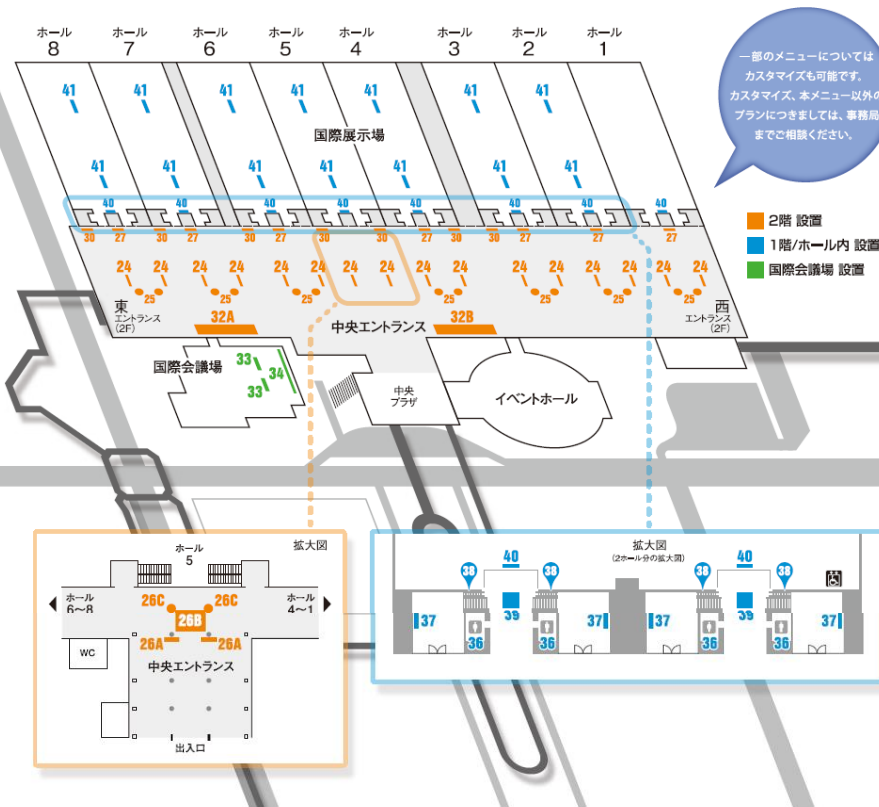 ホール
8
ホール
7
ホール
6
ホール
5
ホール
4
ホール
3
ホール
2
ホール
1
一部のメニューについては
カスタマイズも可能です。
カスタマイズ、本メニュー以外の
プランにつきましては、事務局
までご相談ください。
41 41 41 41 41 41 41
国際展示場
41 41 41 41 41 41 41
40 40 40 40 40 40 40 40
30 27 30 27 30 27 30 30 27 30 30 27 27
2階 設置
1階/ホール内 設置
国際会議場 設置
24 24 24 24 24 24 24 24 24 24 24 24 24 24
25 25 25 25 25 25
東
エントランス
(2F)
32A
中央エントランス
32B
西
エントランス
(2F)
国際会議場
33
34
33
中央
プラザ
イベントホール
ホール
5
拡大図
ホール
6〜8
26C
26C
ホール
4〜1
26B
26A
26A
WC
中央エントランス
出入口
拡大図
(2ホール分の拡大図)
40
40
38 38 38 38
39
39
37 37 37 37
36 36 36 36